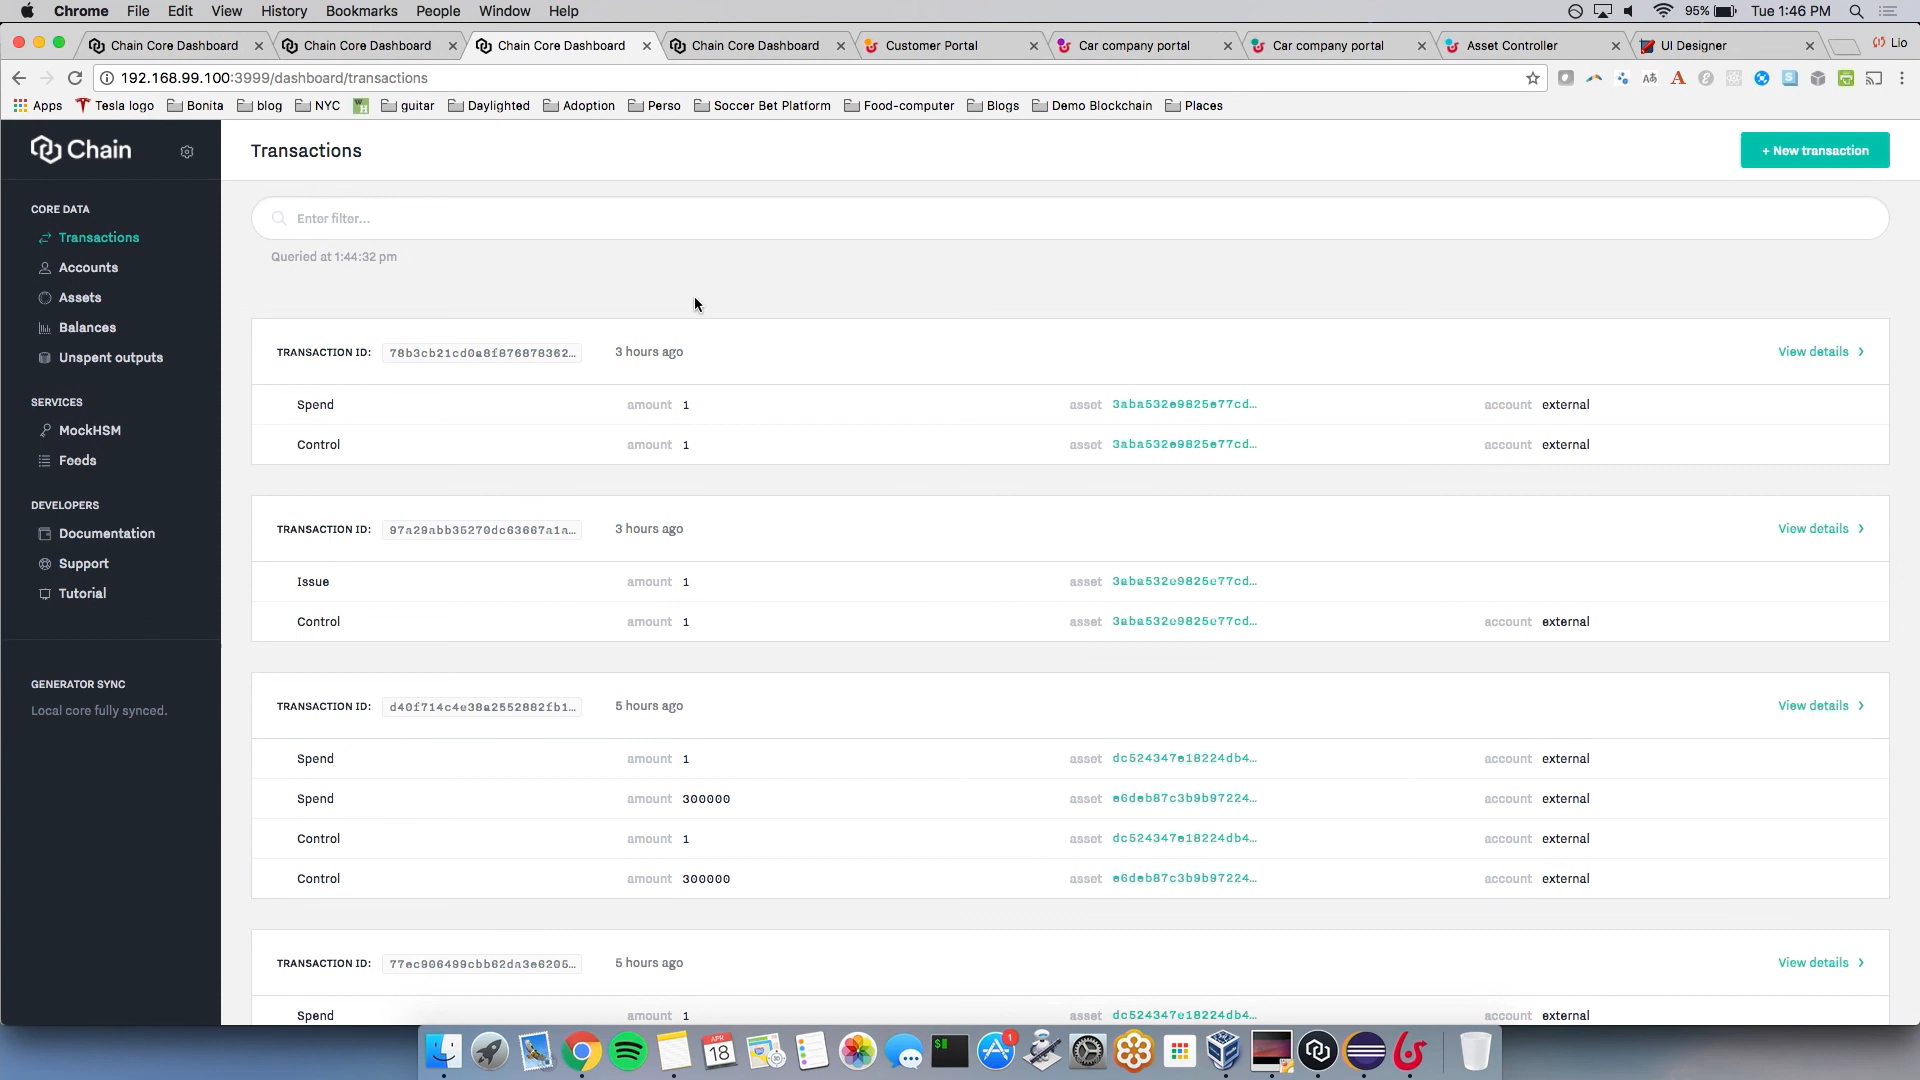 Chrome File Edit View History Bookmarks People Window Help 95% Tue 1:46 PM
Chain Core Dashboard Chain Core Dashboard Chain Core Dashboard Chain Core Dashboard Customer Portal Car company portal Car company portal Asset Controller UI Designer Lio
192.168.99.100:3999/dashboard/transactions
Apps Tesla logo Bonita blog NYC guitar Daylighted Adoption Perso Soccer Bet Platform Food-computer Blogs Demo Blockchain Places
Chain
CORE DATA
Transactions
Accounts
Assets
Balances
Unspent outputs
SERVICES
MockHSM
Feeds
DEVELOPERS
Documentation
Support
Tutorial
GENERATOR SYNC
Local core fully synced.
Transactions
+ New transaction
Enter filter...
Queried at 1:44:32 pm
TRANSACTION ID: 78b3cb21cd0a8f876878362… 3 hours ago View details
Spend amount 1 asset 3aba532e9825e77cd… account external
Control amount 1 asset 3aba532e9825e77cd… account external
TRANSACTION ID: 97a29abb35270dc63667a1a… 3 hours ago View details
Issue amount 1 asset 3aba532e9825e77cd…
Control amount 1 asset 3aba532e9825e77cd… account external
TRANSACTION ID: d40f714c4e38a2552882fb1… 5 hours ago View details
Spend amount 1 asset dc524347e18224db4… account external
Spend amount 300000 asset e6deb87c3b9b97224… account external
Control amount 1 asset dc524347e18224db4… account external
Control amount 300000 asset e6deb87c3b9b97224… account external
TRANSACTION ID: 77ec906499cbb62da3e6205… 5 hours ago View details
Spend amount 1 asset dc524347e18224db4… account external
APR
18
1